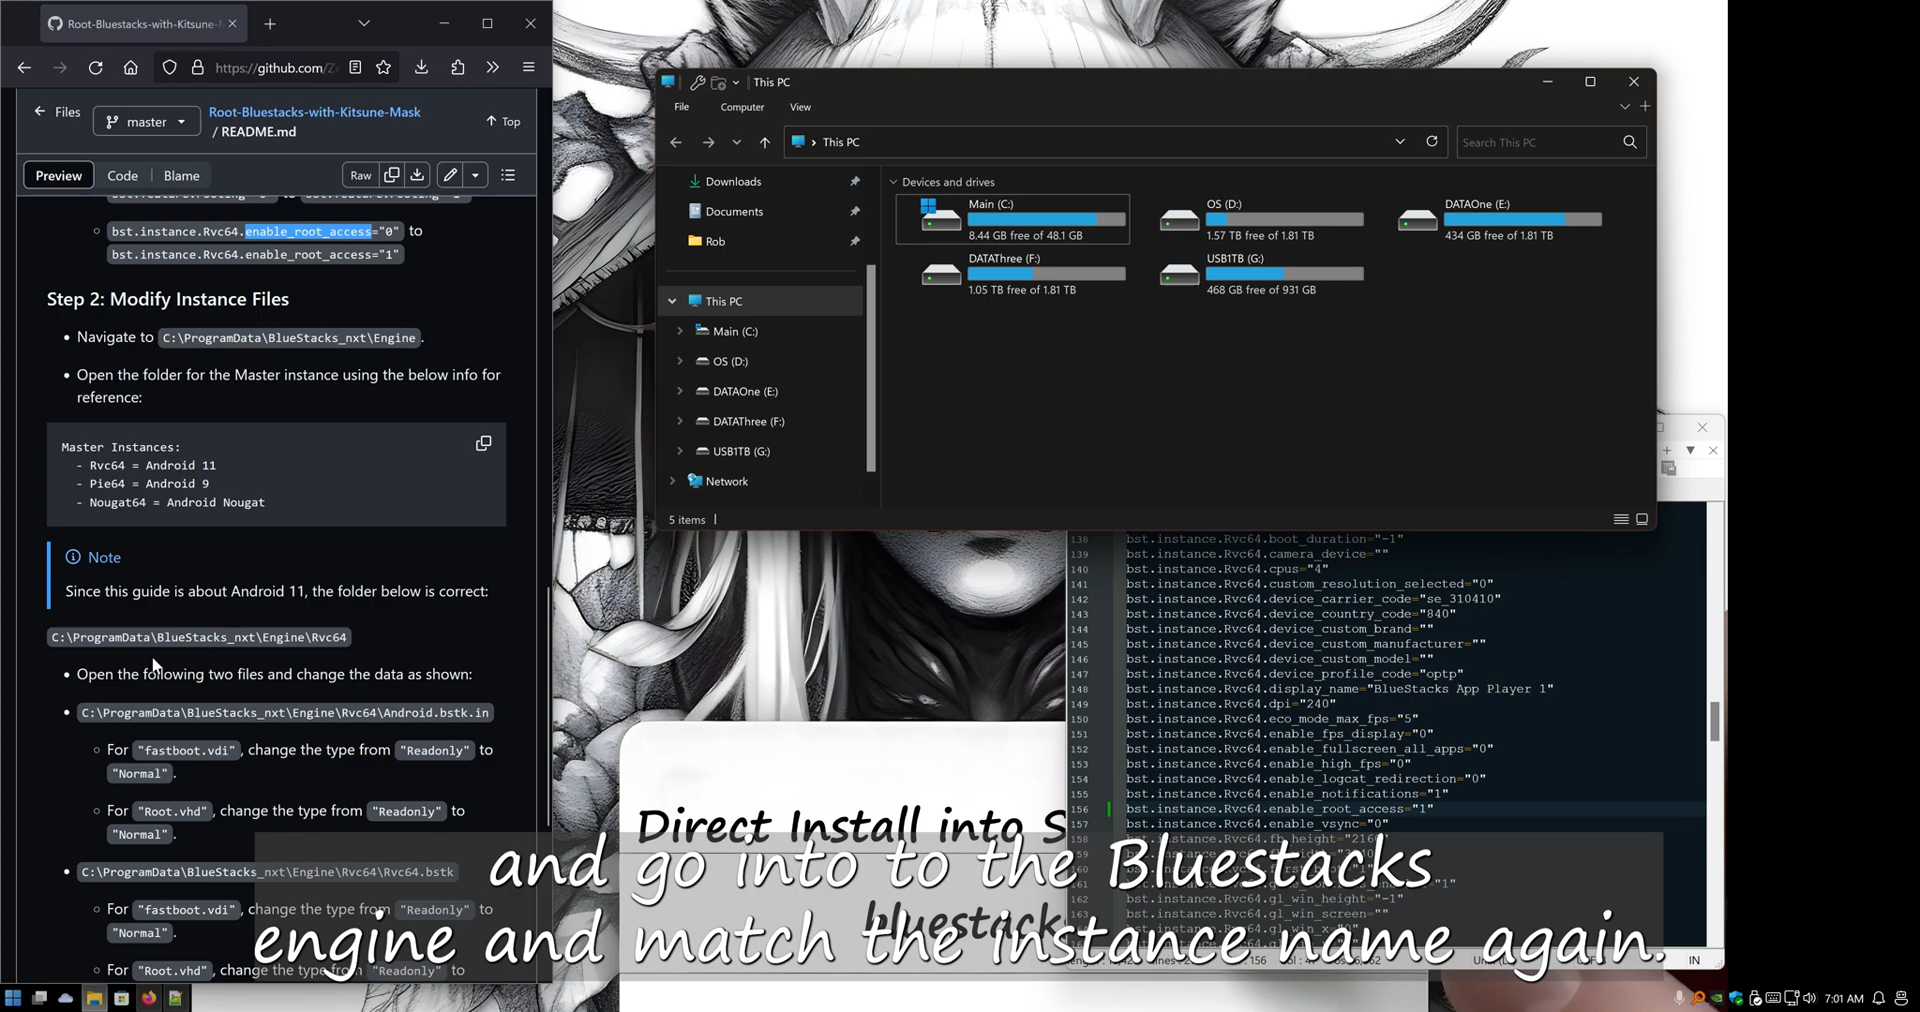 Root-Bluestacks-with-Kitsune-
https://github.com/Z
Files
master
Root-Bluestacks-with-Kitsune-Mask
/ README.md
Top
Preview
Code
Blame
Raw
bst.instance.Rvc64.enable_root_access="0" to
bst.instance.Rvc64.enable_root_access="1"
Step 2: Modify Instance Files
Navigate to C:\ProgramData\BlueStacks_nxt\Engine.
Open the folder for the Master instance using the below info for
reference:
Master Instances:
- Rvc64 = Android 11
- Pie64 = Android 9
- Nougat64 = Android Nougat
Note
Since this guide is about Android 11, the folder below is correct:
C:\ProgramData\BlueStacks_nxt\Engine\Rvc64
Open the following two files and change the data as shown:
C:\ProgramData\BlueStacks_nxt\Engine\Rvc64\Android.bstk.in
For "fastboot.vdi", change the type from "Readonly" to
"Normal".
For "Root.vhd", change the type from "Readonly" to
"Normal".
C:\ProgramData\BlueStacks_nxt\Engine\Rvc64\Rvc64.bstk
For "fastboot.vdi", change the type from "Readonly" to
"Normal".
For "Root.vhd", change the type from "Readonly" to
This PC
File
Computer
View
This PC
Search This PC
Downloads
Documents
Rob
This PC
Main (C:)
OS (D:)
DATAOne (E:)
DATAThree (F:)
USB1TB (G:)
Network
Devices and drives
Main (C:)
8.44 GB free of 48.1 GB
OS (D:)
1.57 TB free of 1.81 TB
DATAOne (E:)
434 GB free of 1.81 TB
DATAThree (F:)
1.05 TB free of 1.81 TB
USB1TB (G:)
468 GB free of 931 GB
5 items
138 bst.instance.Rvc64.boot_duration="-1"
139 bst.instance.Rvc64.camera_device=""
140 bst.instance.Rvc64.cpus="4"
141 bst.instance.Rvc64.custom_resolution_selected="0"
142 bst.instance.Rvc64.device_carrier_code="se_310410"
143 bst.instance.Rvc64.device_country_code="840"
144 bst.instance.Rvc64.device_custom_brand=""
145 bst.instance.Rvc64.device_custom_manufacturer=""
146 bst.instance.Rvc64.device_custom_model=""
147 bst.instance.Rvc64.device_profile_code="optp"
148 bst.instance.Rvc64.display_name="BlueStacks App Player 1"
149 bst.instance.Rvc64.dpi="240"
150 bst.instance.Rvc64.eco_mode_max_fps="5"
151 bst.instance.Rvc64.enable_fps_display="0"
152 bst.instance.Rvc64.enable_fullscreen_all_apps="0"
153 bst.instance.Rvc64.enable_high_fps="0"
154 bst.instance.Rvc64.enable_logcat_redirection="0"
155 bst.instance.Rvc64.enable_notifications="1"
156 bst.instance.Rvc64.enable_root_access="1"
157 bst.instance.Rvc64.enable_vsync="0"
Direct Install into S
bluestack
and go into to the Bluestacks
engine and match the instance name again.
IN
7:01 AM